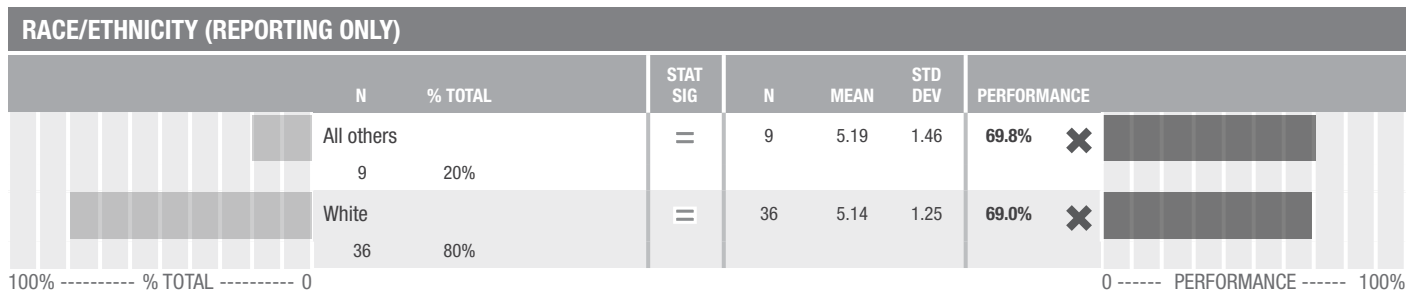 RACE/ETHNICITY (REPORTING ONLY)
N % TOTAL STAT SIG N MEAN STD DEV PERFORMANCE
All others = 9 5.19 1.46 69.8% ✖
9 20%
White = 36 5.14 1.25 69.0% ✖
36 80%
100% ---------- % TOTAL ---------- 0 0 ------ PERFORMANCE ------ 100%